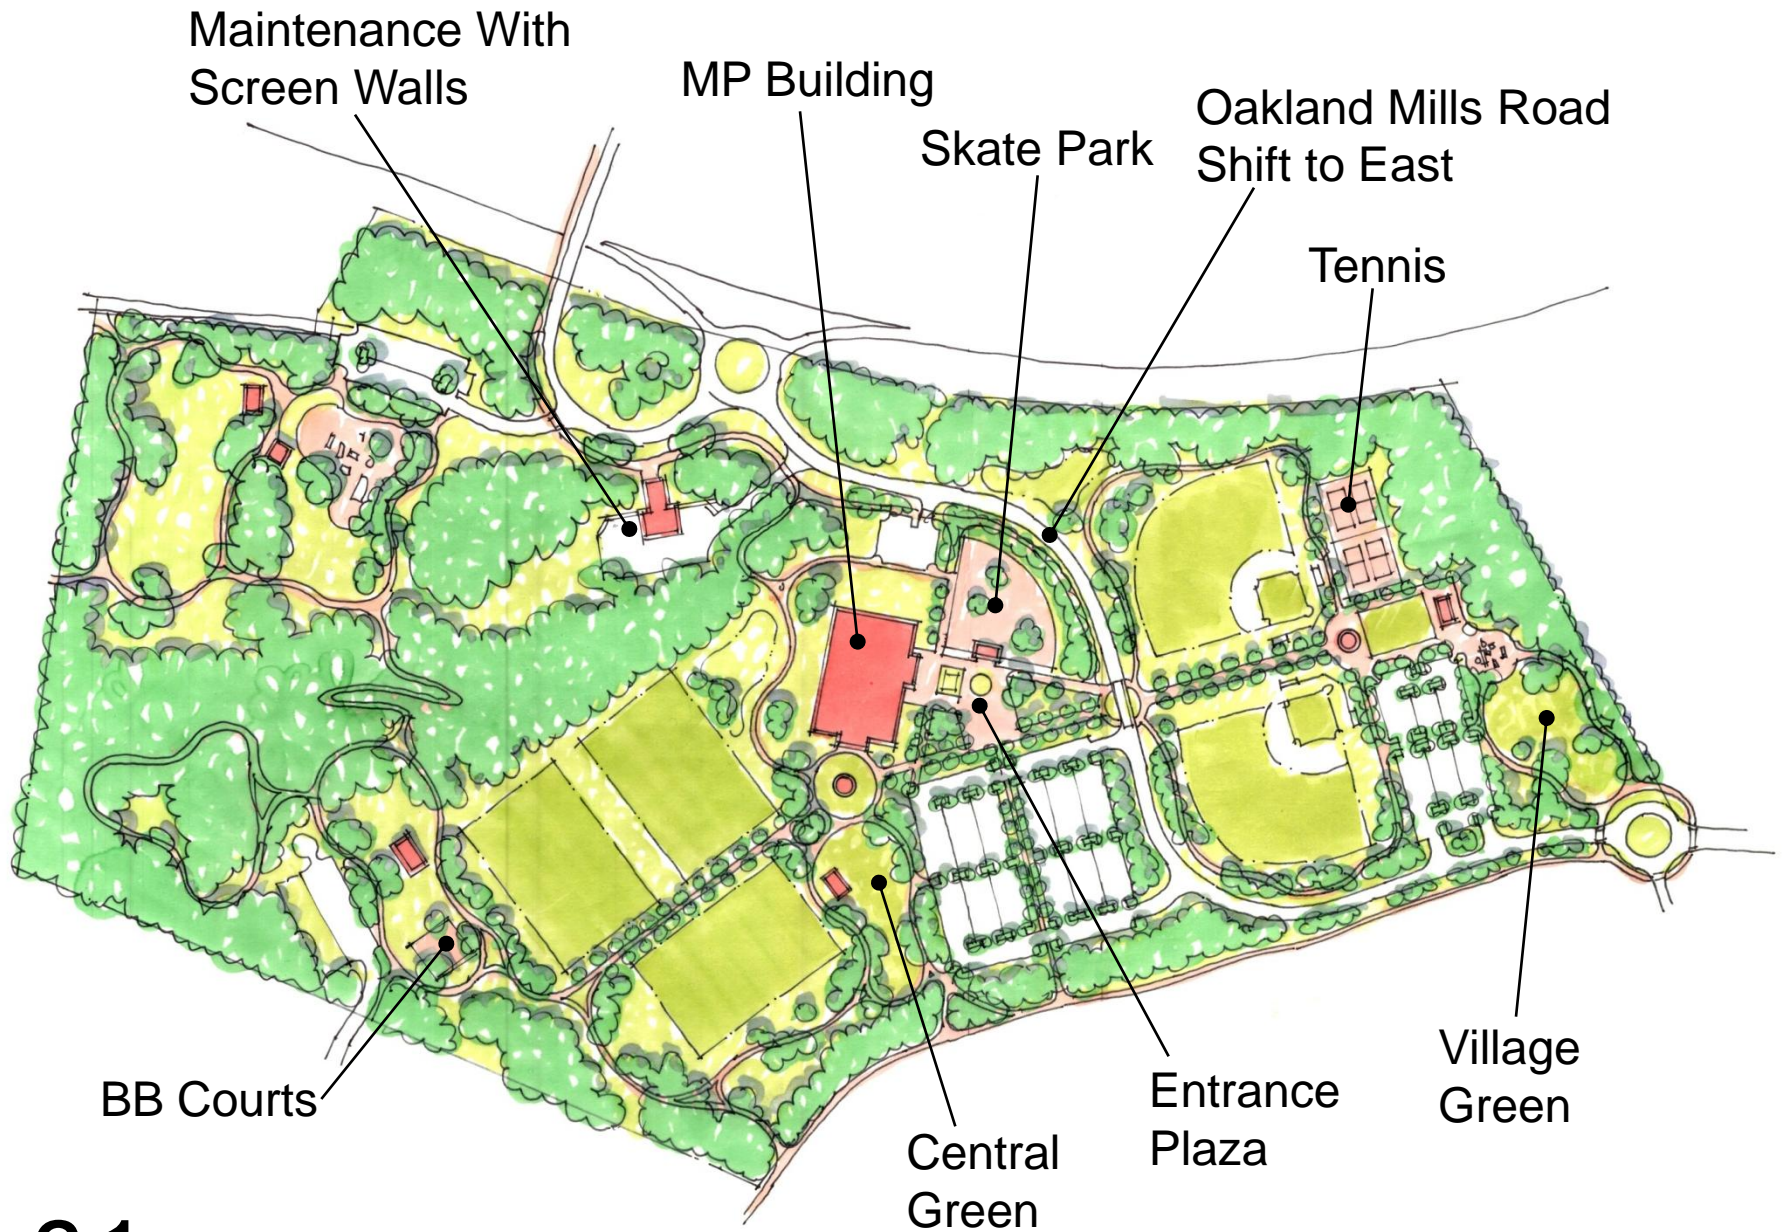 Maintenance With
Screen Walls
MP Building
Skate Park
Oakland Mills Road
Shift to East
Tennis
BB Courts
Central
Green
Entrance
Plaza
Village
Green